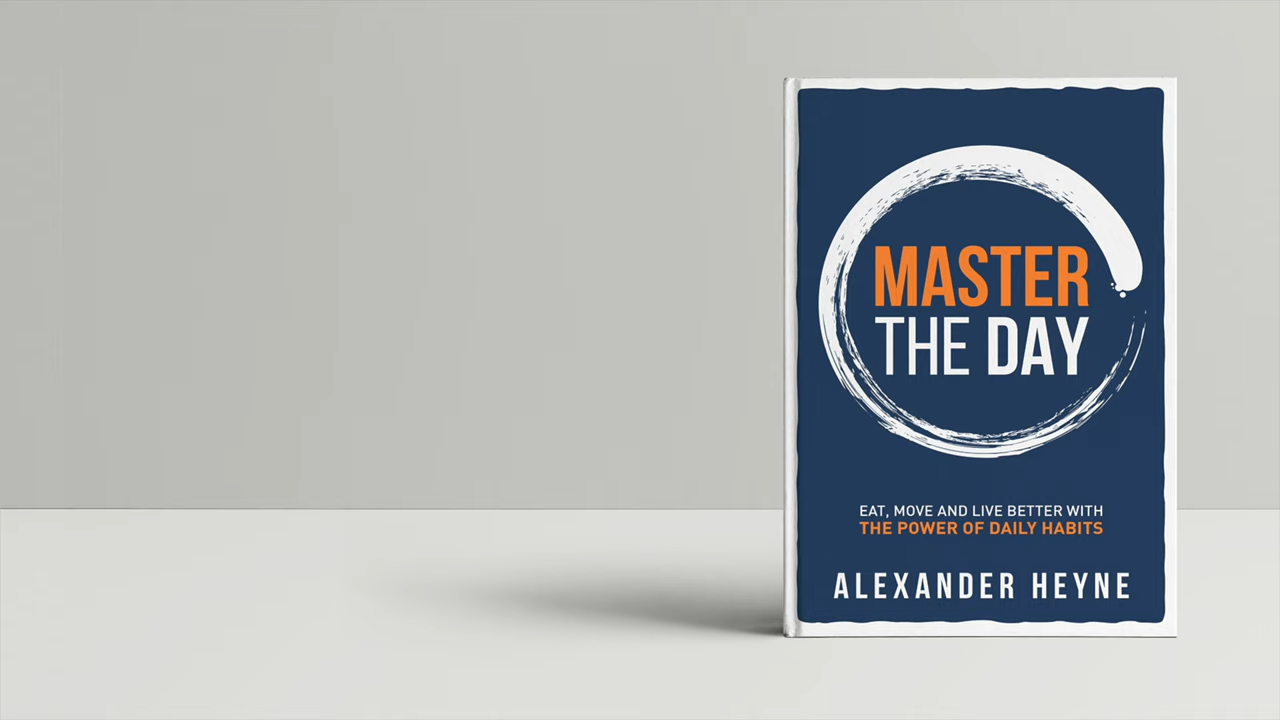 MASTER
THE DAY
EAT, MOVE AND LIVE BETTER WITH
THE POWER OF DAILY HABITS
ALEXANDER HEYNE